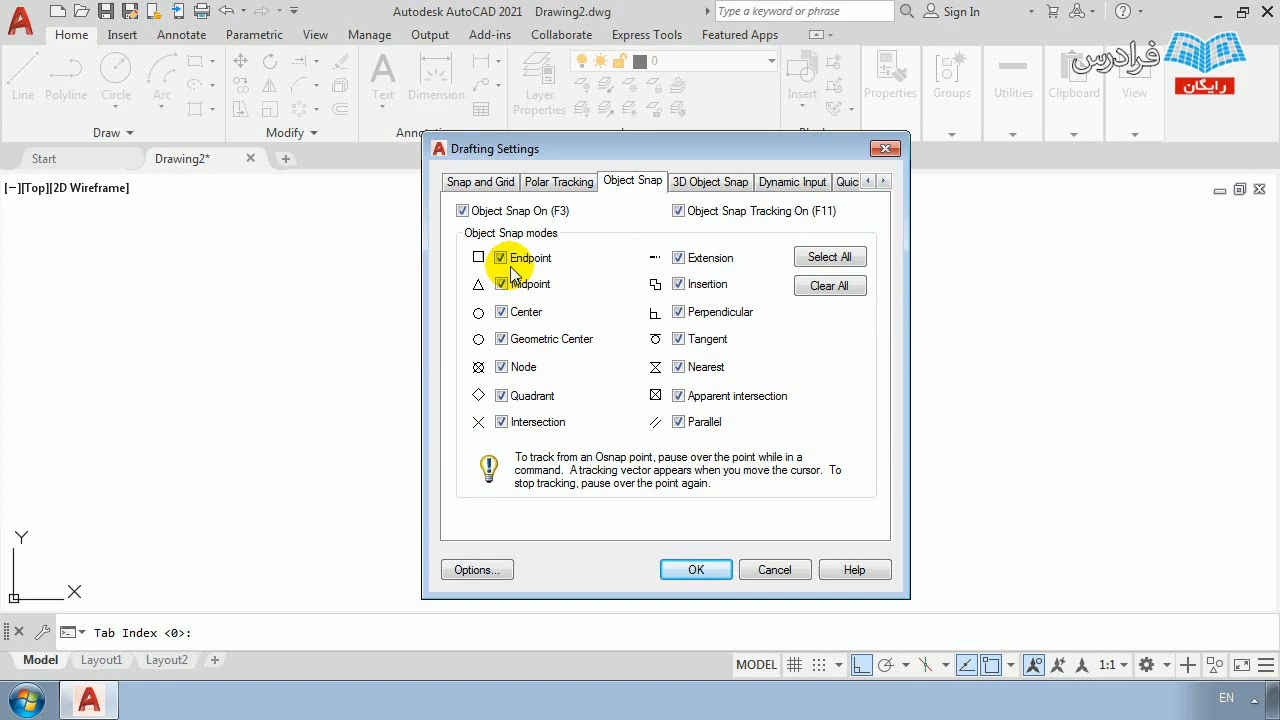 Autodesk AutoCAD 2021 Drawing2.dwg
Type a keyword or phrase
Sign In
Home Insert Annotate Parametric View Manage Output Add-ins Collaborate Express Tools Featured Apps
فرادرس
رایگان
Line Polyline Circle Arc
Text Dimension
Layer
Properties
0
Insert
Properties Groups Utilities Clipboard View
Draw Modify
Start Drawing2*
[−][Top][2D Wireframe]
Drafting Settings
Snap and Grid Polar Tracking Object Snap 3D Object Snap Dynamic Input Quic
Object Snap On (F3) Object Snap Tracking On (F11)
Object Snap modes
Endpoint Extension Select All
Midpoint Insertion Clear All
Center Perpendicular
Geometric Center Tangent
Node Nearest
Quadrant Apparent intersection
Intersection Parallel
To track from an Osnap point, pause over the point while in a
command. A tracking vector appears when you move the cursor. To
stop tracking, pause over the point again.
Options... OK Cancel Help
Y
X
Tab Index <0>:
Model Layout1 Layout2
MODEL 1:1
EN